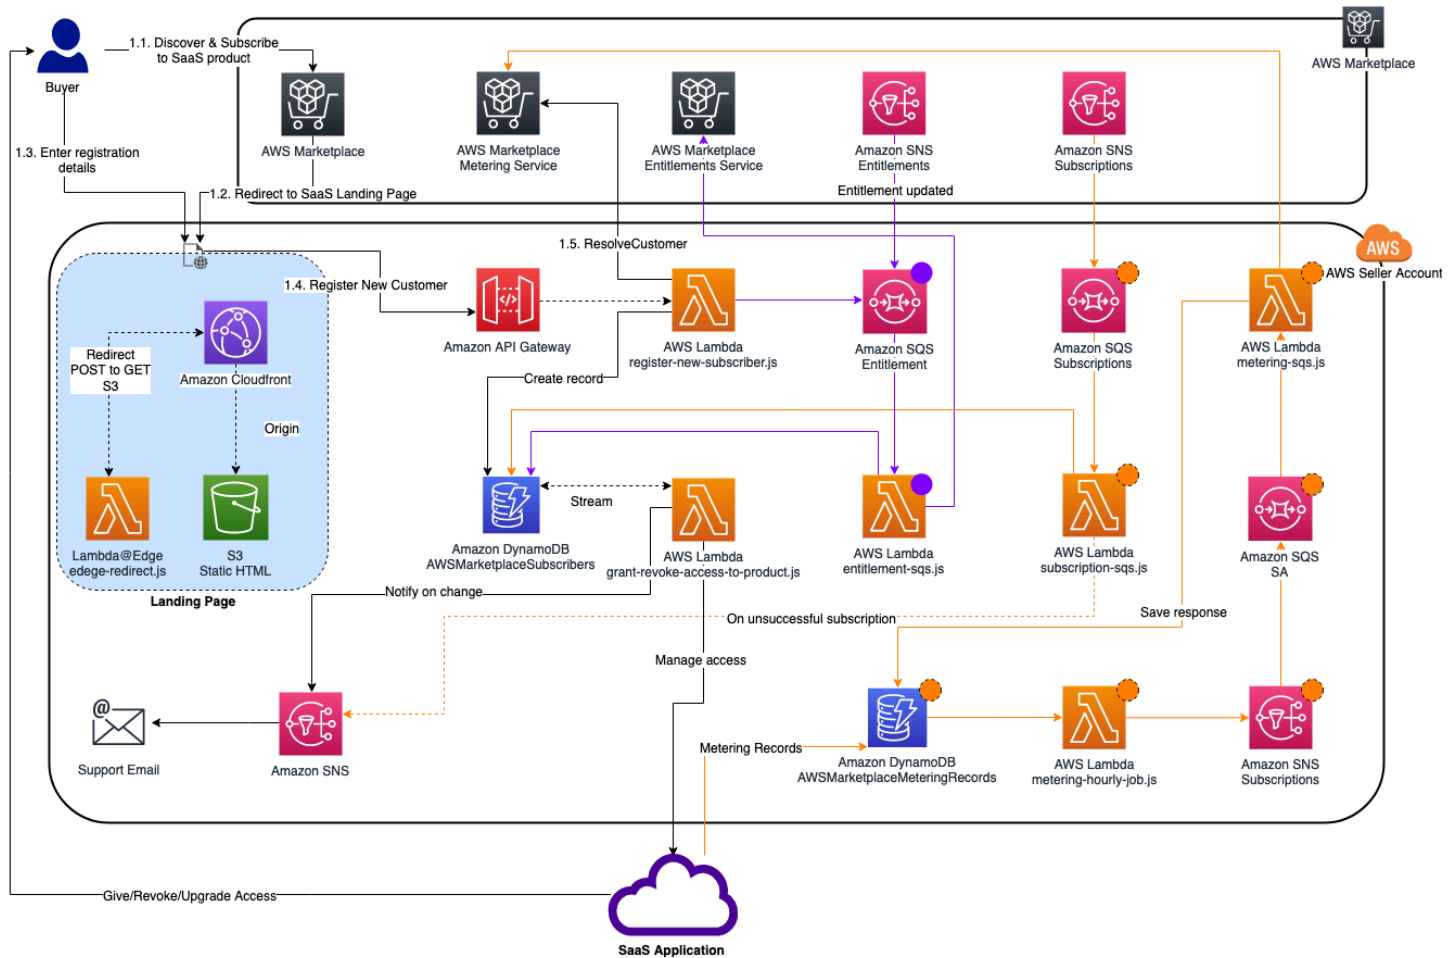 1.1. Discover & Subscribe
to SaaS product
Buyer
AWS Marketplace
AWS Marketplace
AWS Marketplace
Metering Service
AWS Marketplace
Entitlements Service
Amazon SNS
Entitlements
Amazon SNS
Subscriptions
1.3. Enter registration
details
1.2. Redirect to SaaS Landing Page
Entitlement updated
1.5. ResolveCustomer
AWS
AWS Seller Account
1.4. Register New Customer
Amazon API Gateway
AWS Lambda
register-new-subscriber.js
Amazon SQS
Entitlement
Amazon SQS
Subscriptions
AWS Lambda
metering-sqs.js
Redirect
POST to GET
S3
Amazon Cloudfront
Create record
Origin
Stream
Lambda@Edge
edege-redirect.js
S3
Static HTML
Landing Page
Amazon DynamoDB
AWSMarketplaceSubscribers
AWS Lambda
grant-revoke-access-to-product.js
AWS Lambda
entitlement-sqs.js
AWS Lambda
subscription-sqs.js
Amazon SQS
SA
Notify on change
On unsuccessful subscription
Save response
Manage access
@
Support Email
Amazon SNS
Metering Records
Amazon DynamoDB
AWSMarketplaceMeteringRecords
AWS Lambda
metering-hourly-job.js
Amazon SNS
Subscriptions
Give/Revoke/Upgrade Access
SaaS Application